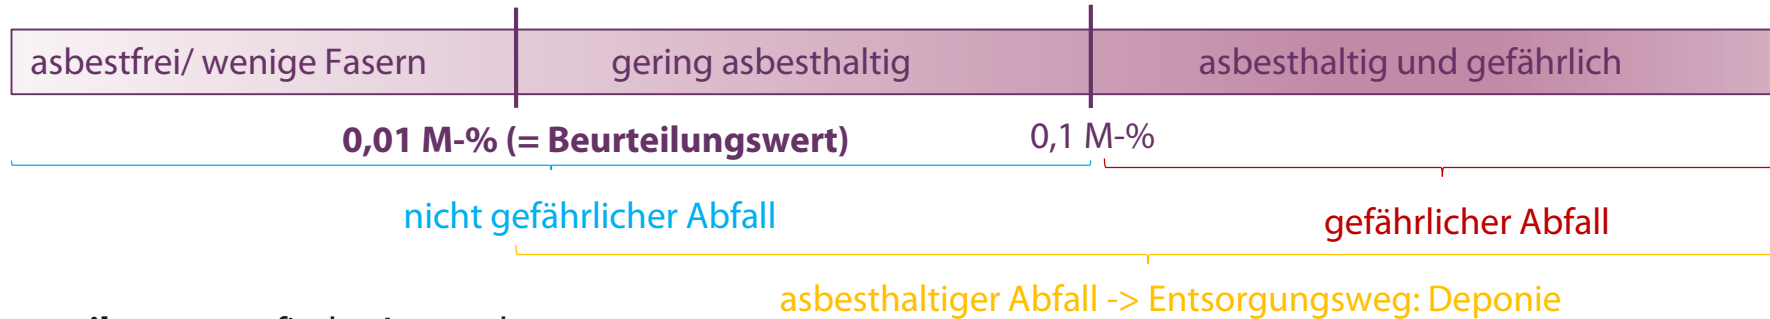 asbestfrei/ wenige Fasern gering asbesthaltig asbesthaltig und gefährlich
0,01 M-% (= Beurteilungswert) 0,1 M-%
nicht gefährlicher Abfall gefährlicher Abfall
asbesthaltiger Abfall -> Entsorgungsweg: Deponie